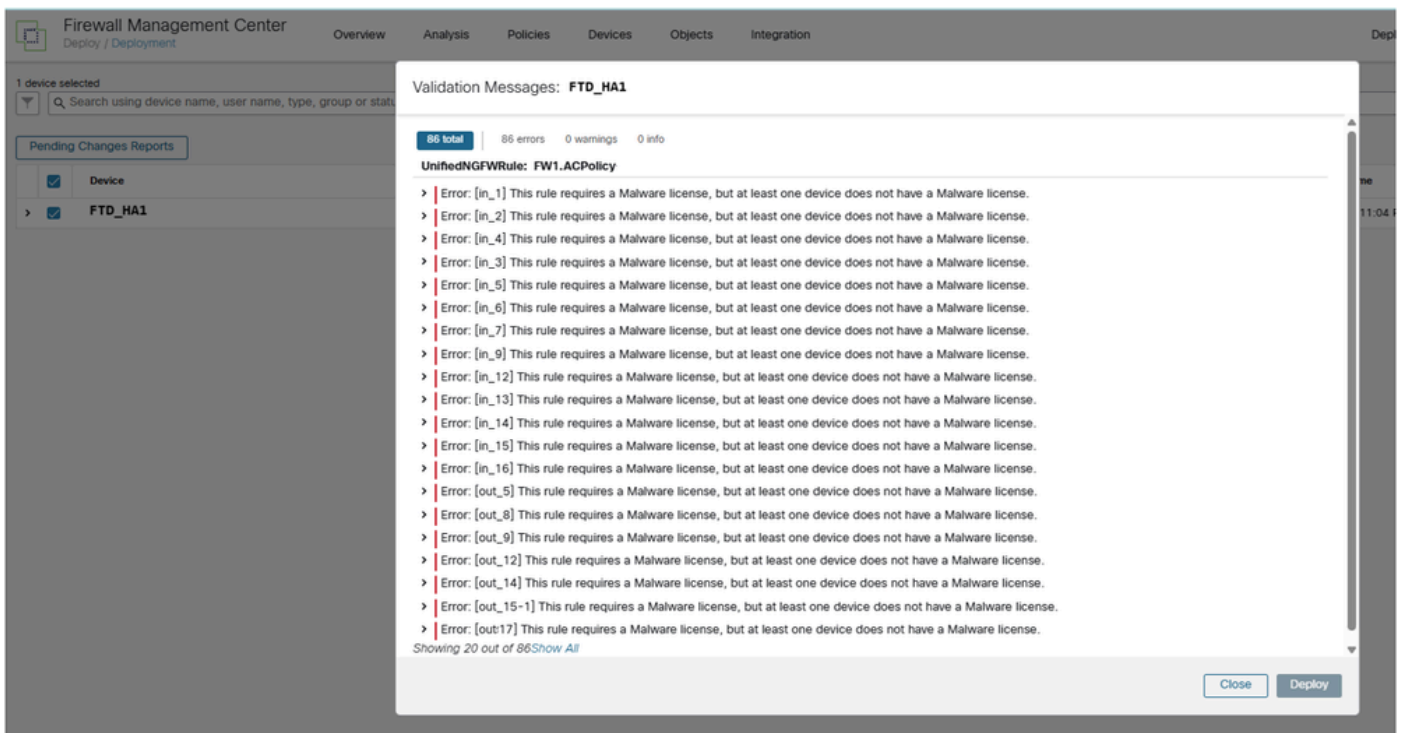 Firewall Management Center
Deploy / Deployment
Overview
Analysis
Policies
Devices
Objects
Integration
1 device selected
Search using device name, user name, type, group or
Pending Changes Reports
Device
FTD_HA1
11:04
Validation Messages: FTD_HA1
86 total
86 errors
0 warnings
0 info
UnifiedNGFWRule: FW1.ACPolicy
Error: [in_1] This rule requires a Malware license, but at least one device does not have a Malware license.
Error: [in_2] This rule requires a Malware license, but at least one device does not have a Malware license.
Error: [in_4] This rule requires a Malware license, but at least one device does not have a Malware license.
Error: [in_3] This rule requires a Malware license, but at least one device does not have a Malware license.
Error: [in_5] This rule requires a Malware license, but at least one device does not have a Malware license.
Error: [in_6] This rule requires a Malware license, but at least one device does not have a Malware license.
Error: [in_7] This rule requires a Malware license, but at least one device does not have a Malware license.
Error: [in_9] This rule requires a Malware license, but at least one device does not have a Malware license.
Error: [in_12] This rule requires a Malware license, but at least one device does not have a Malware license.
Error: [in_13] This rule requires a Malware license, but at least one device does not have a Malware license.
Error: [in_14] This rule requires a Malware license, but at least one device does not have a Malware license.
Error: [in_15] This rule requires a Malware license, but at least one device does not have a Malware license.
Error: [in_16] This rule requires a Malware license, but at least one device does not have a Malware license.
Error: [out_5] This rule requires a Malware license, but at least one device does not have a Malware license.
Error: [out_8] This rule requires a Malware license, but at least one device does not have a Malware license.
Error: [out_9] This rule requires a Malware license, but at least one device does not have a Malware license.
Error: [out_12] This rule requires a Malware license, but at least one device does not have a Malware license.
Error: [out_14] This rule requires a Malware license, but at least one device does not have a Malware license.
Error: [out_15-1] This rule requires a Malware license, but at least one device does not have a Malware license.
Error: [out:17] This rule requires a Malware license, but at least one device does not have a Malware license.
Showing 20 out of 86Show All
Close
Deploy